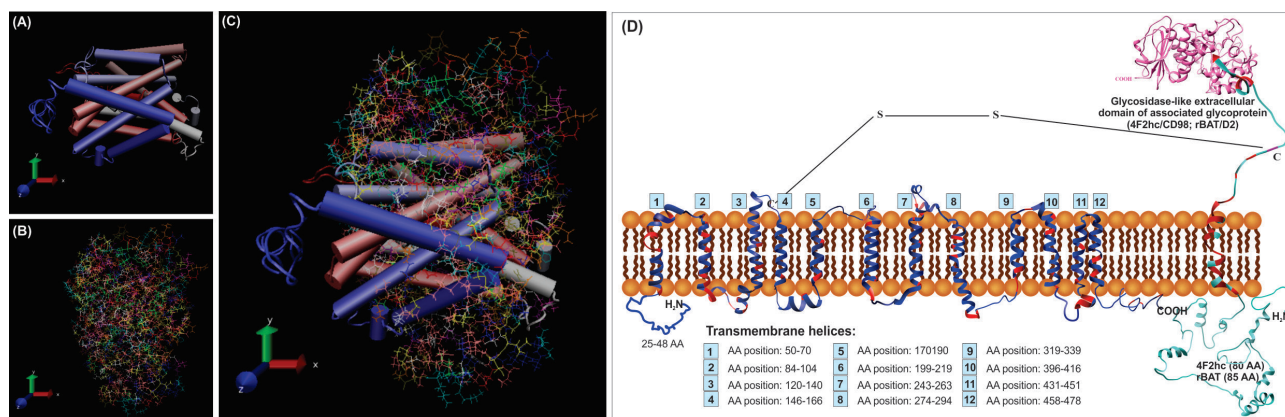 (A)
y
x
z
(B)
y
x
z
(C)
y
x
z
(D)
COOH
Glycosidase-like extracellular
domain of associated glycoprotein
(4F2hc/CD98; rBAT/D2)
S S
C
C
1 2 3 4 5 6 7 8 9 10 11 12
H₂N
25-48 AA
COOH
H₂N
4F2hc (80 AA)
rBAT (85 AA)
Transmembrane helices:
1 AA position: 50-70
2 AA position: 84-104
3 AA position: 120-140
4 AA position: 146-166
5 AA position: 170190
6 AA position: 199-219
7 AA position: 243-263
8 AA position: 274-294
9 AA position: 319-339
10 AA position: 396-416
11 AA position: 431-451
12 AA position: 458-478